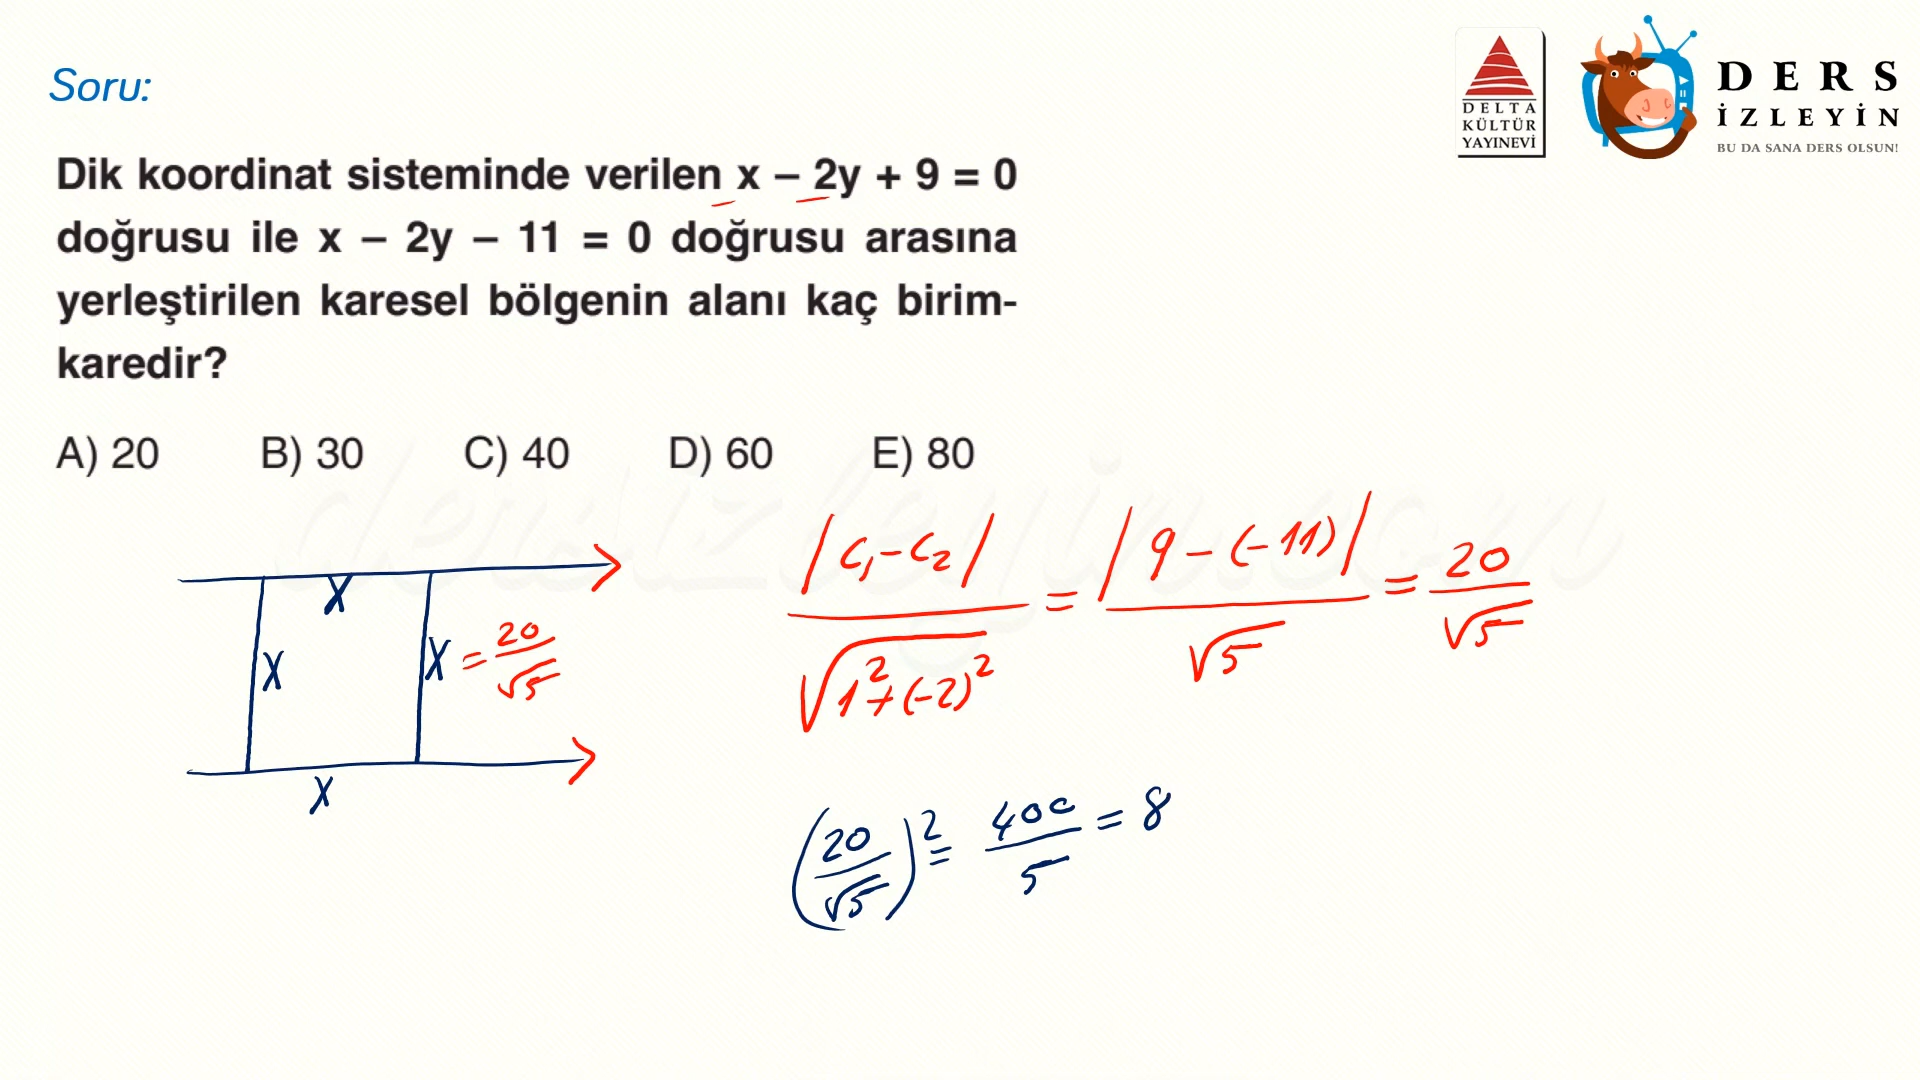 Soru:
DELTA
KÜLTÜR
YAYINEVİ
DERS
İZLEYİN
BU DA SANA DERS OLSUN!
Dik koordinat sisteminde verilen x – 2y + 9 = 0
doğrusu ile x – 2y – 11 = 0 doğrusu arasına
yerleştirilen karesel bölgenin alanı kaç birim-
karedir?
A) 20 B) 30 C) 40 D) 60 E) 80
dersizleyin.com
|C₁-C₂| / √(1²+(-2)²) = |9-(-11)| / √5 = 20/√5
X
X X = 20/√5
X
(20/√5)² = 400/5 = 8